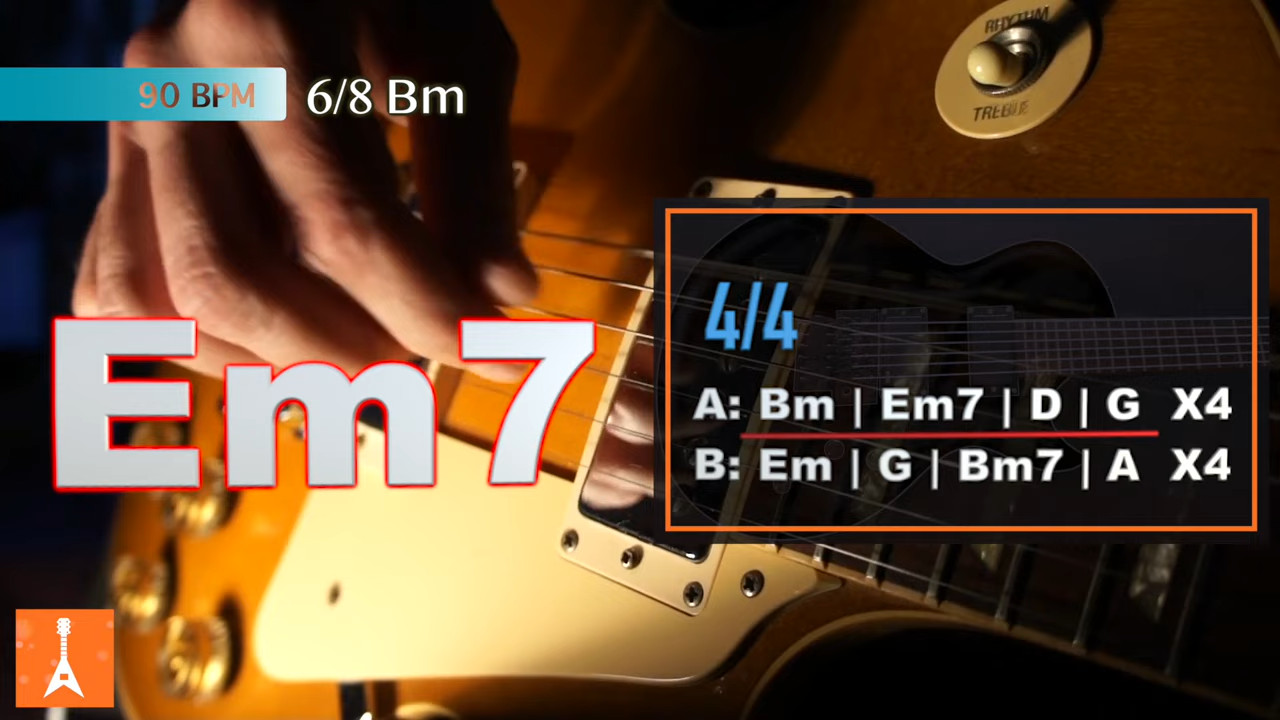 RHYTHM
TREBLE
90 BPM
6/8 Bm
Em7
4/4
A: Bm | Em7 | D | G X4
B: Em | G | Bm7 | A X4